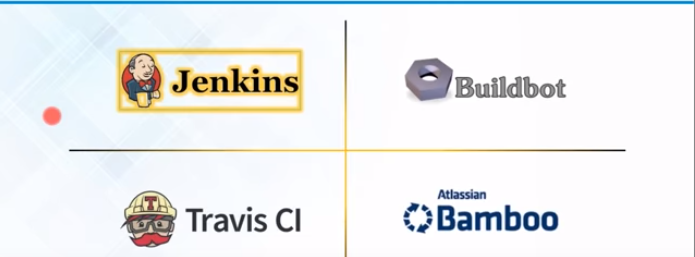 Jenkins
Buildbot
T
Travis CI
Atlassian
Bamboo